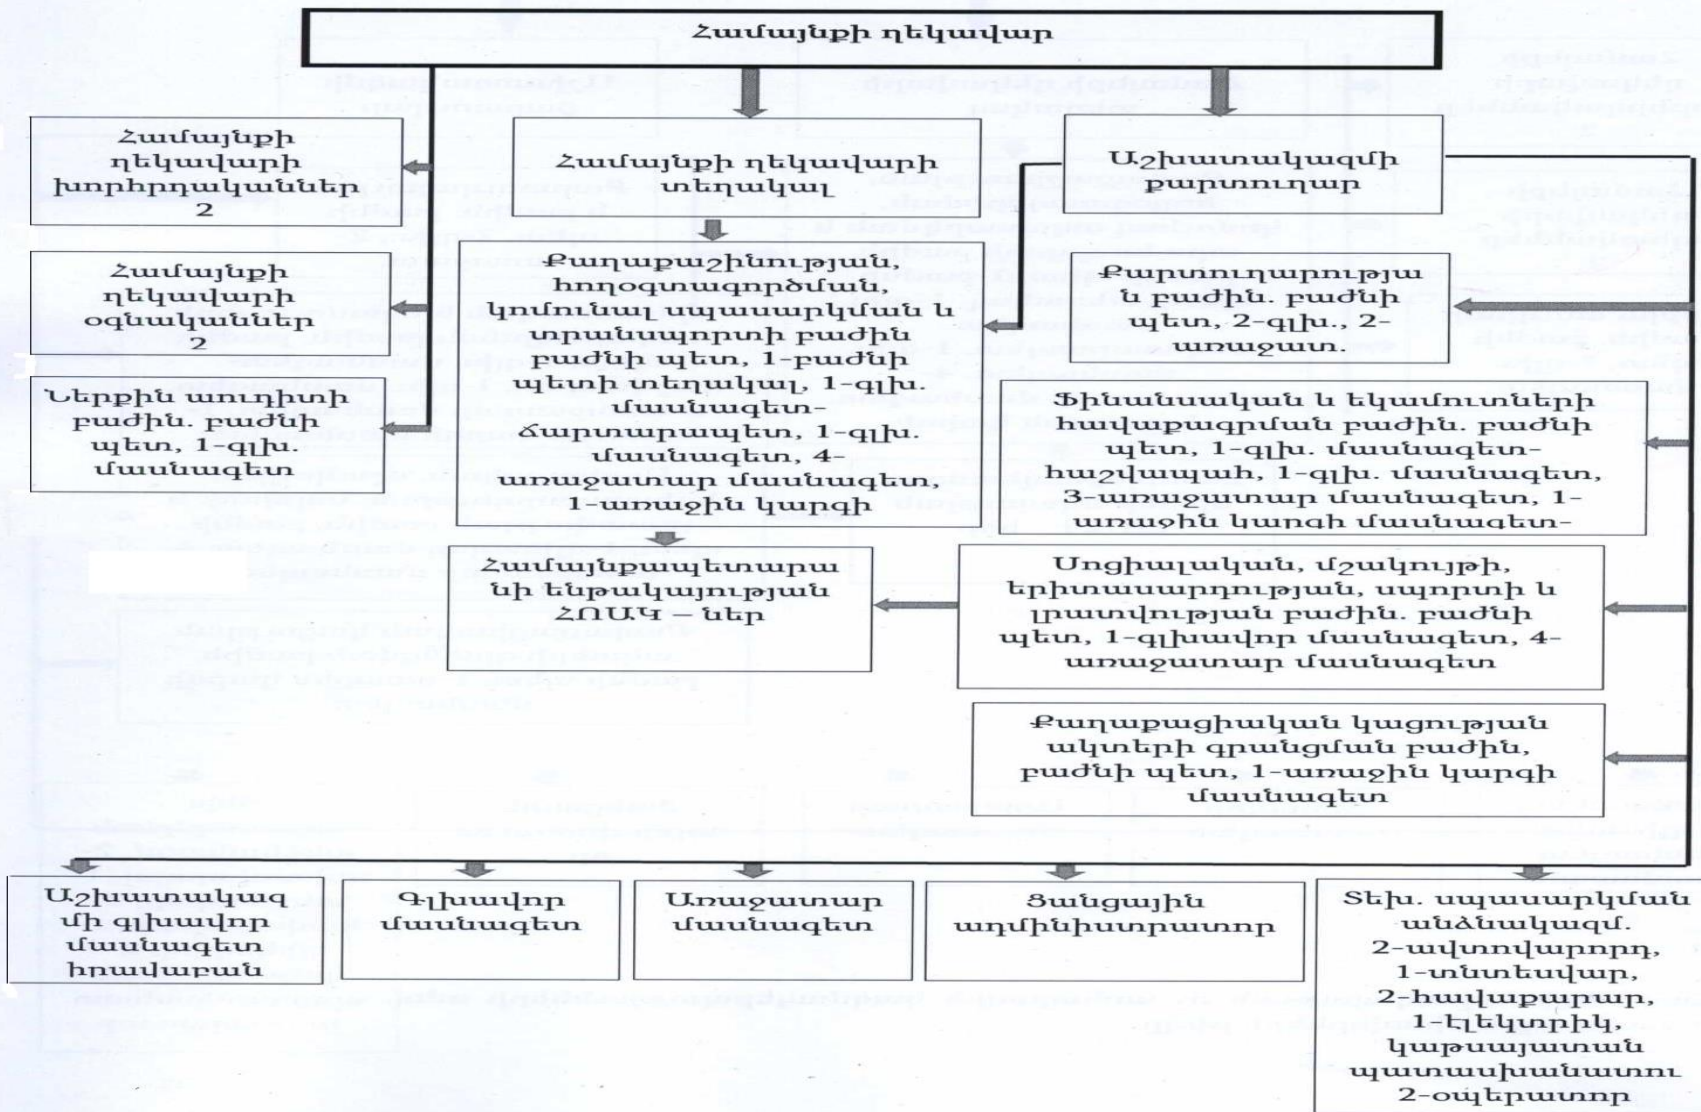 Համայնքի ղեկավար
Համայնքի
ղեկավարի
խորհրդականներ
2
Համայնքի ղեկավարի
տեղակալ
Աշխատակազմի
քարտուղար
Համայնքի
ղեկավարի
օգնականներ
2
Քաղաքաշինության,
հողօգտագործման,
կոմունալ սպասարկման և
տրանսպորտի բաժին
բաժնի պետ, 1-բաժնի
պետի տեղակալ, 1-գլխ.
մասնագետ-
ճարտարապետ, 1-գլխ.
մասնագետ, 4-
առաջատար մասնագետ,
1-առաջին կարգի
Քարտուղարությա
ն բաժին. բաժնի
պետ, 2-գլխ., 2-
առաջատ.
Ներքին աուդիտի
բաժին. բաժնի
պետ, 1-գլխ.
մասնագետ
Ֆինանսական և եկամուտների
հավաքագրման բաժին. բաժնի
պետ, 1-գլխ. մասնագետ-
հաշվապահ, 1-գլխ. մասնագետ,
3-առաջատար մասնագետ, 1-
առաջին կարգի մասնագետ-
Համայնքապետարա
նի ենթակայության
ՀՈԱԿ – ներ
Սոցիալական, մշակույթի,
երիտասարդության, սպորտի և
լրատվության բաժին. բաժնի
պետ, 1-գլխավոր մասնագետ, 4-
առաջատար մասնագետ
Քաղաքացիական կացության
ակտերի գրանցման բաժին,
բաժնի պետ, 1-առաջին կարգի
մասնագետ
Աշխատակազ
մի գլխավոր
մասնագետ
իրավաբան
Գլխավոր
մասնագետ
Առաջատար
մասնագետ
Ցանցային
ադմինիստրատոր
Տեխ. սպասարկման
անձնակազմ.
2-ավտովարորդ,
1-տնտեսվար,
2-հավաքարար,
1-էլեկտրիկ,
կաթսայատան
պատասխանատու
2-օպերատոր